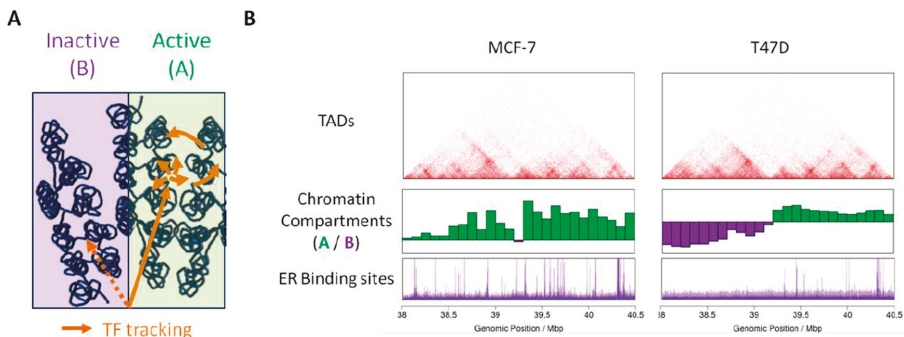 A
Inactive
(B)
Active
(A)
TF tracking
B
MCF-7
T47D
TADs
Chromatin
Compartments
(A / B)
ER Binding sites
38 38.5 39 39.5 40 40.5
Genomic Position / Mbp
38 38.5 39 39.5 40 40.5
Genomic Position / Mbp